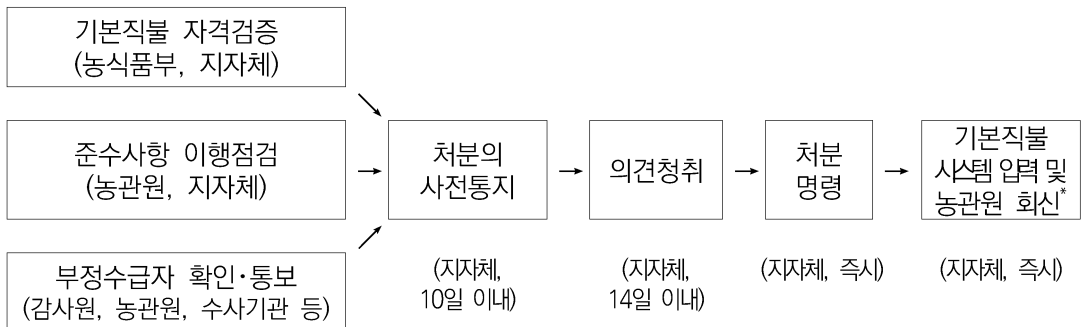 기본직불 자격검증
(농식품부, 지자체)
준수사항 이행점검
(농관원, 지자체)
부정수급자 확인·통보
(감사원, 농관원, 수사기관 등)
처분의
사전통지
(지자체,
10일 이내)
의견청취
(지자체,
14일 이내)
처분
명령
(지자체, 즉시)
기본직불
시스템 입력 및
농관원 회신*
(지자체, 즉시)